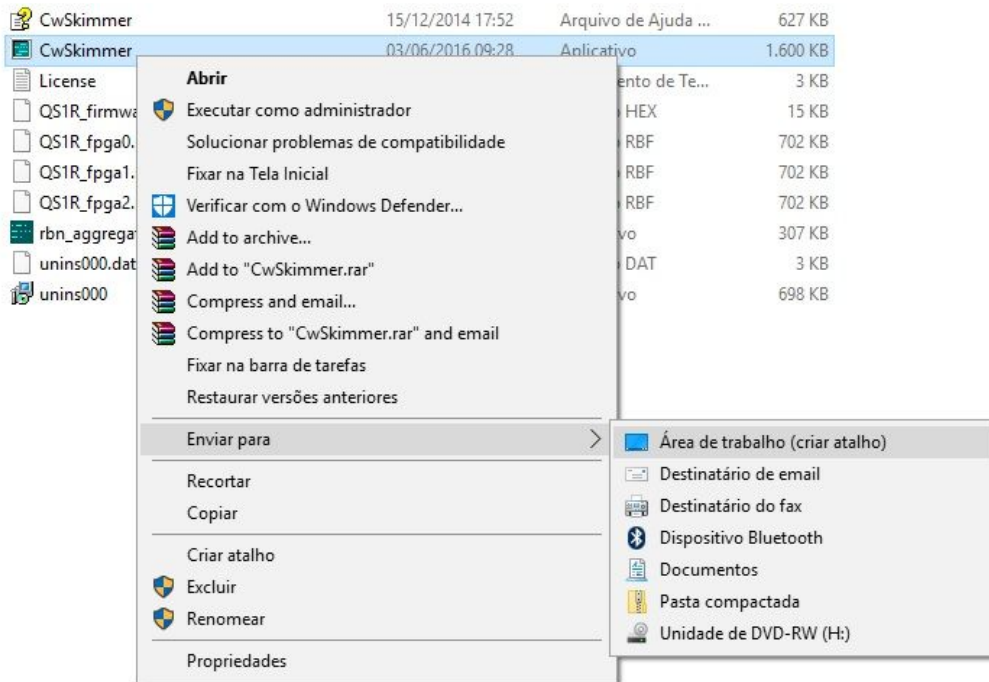 CwSkimmer 15/12/2014 17:52 Arquivo de Ajuda ... 627 KB
CwSkimmer 03/06/2016 09:28 Aplicativo 1.600 KB
License ento de Te... 3 KB
QS1R_firmwa HEX 15 KB
QS1R_fpga0. RBF 702 KB
QS1R_fpga1. RBF 702 KB
QS1R_fpga2. RBF 702 KB
rbn_aggrega vo 307 KB
unins000.dat DAT 3 KB
unins000 vo 698 KB
Abrir
Executar como administrador
Solucionar problemas de compatibilidade
Fixar na Tela Inicial
Verificar com o Windows Defender...
Add to archive...
Add to "CwSkimmer.rar"
Compress and email...
Compress to "CwSkimmer.rar" and email
Fixar na barra de tarefas
Restaurar versões anteriores
Enviar para
Recortar
Copiar
Criar atalho
Excluir
Renomear
Propriedades
Área de trabalho (criar atalho)
Destinatário de email
Destinatário do fax
Dispositivo Bluetooth
Documentos
Pasta compactada
Unidade de DVD-RW (H:)